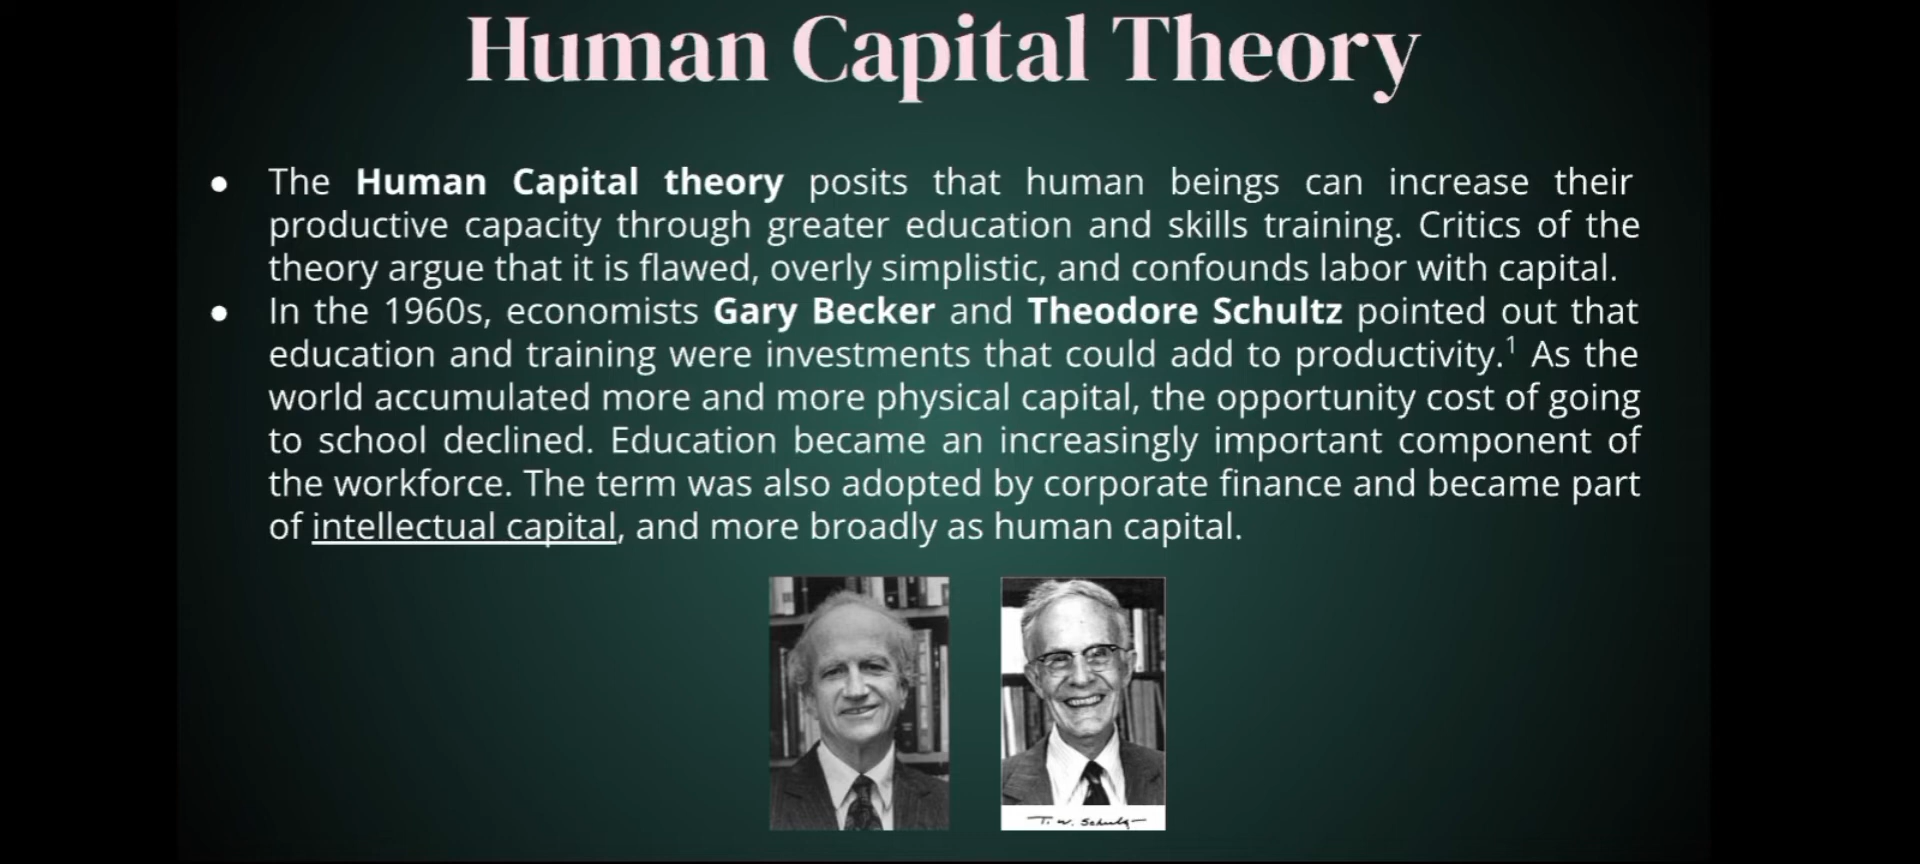 Human Capital Theory
● The Human Capital theory posits that human beings can increase their
productive capacity through greater education and skills training. Critics of the
theory argue that it is flawed, overly simplistic, and confounds labor with capital.
● In the 1960s, economists Gary Becker and Theodore Schultz pointed out that
education and training were investments that could add to productivity.¹ As the
world accumulated more and more physical capital, the opportunity cost of going
to school declined. Education became an increasingly important component of
the workforce. The term was also adopted by corporate finance and became part
of intellectual capital, and more broadly as human capital.
T. W. Schultz